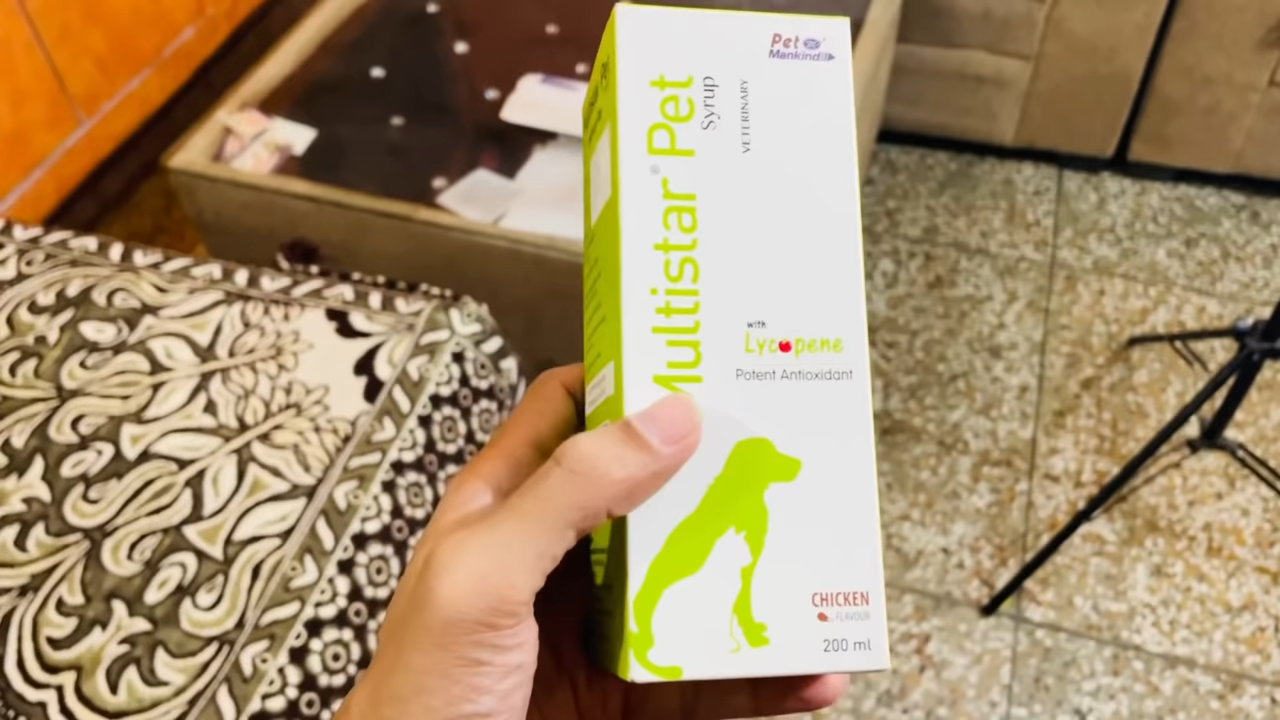 Pet
Mankind
Multistar® Pet
Syrup
VETERINARY
with
Lycopene
Potent Antioxidant
CHICKEN
FLAVOUR
200 ml